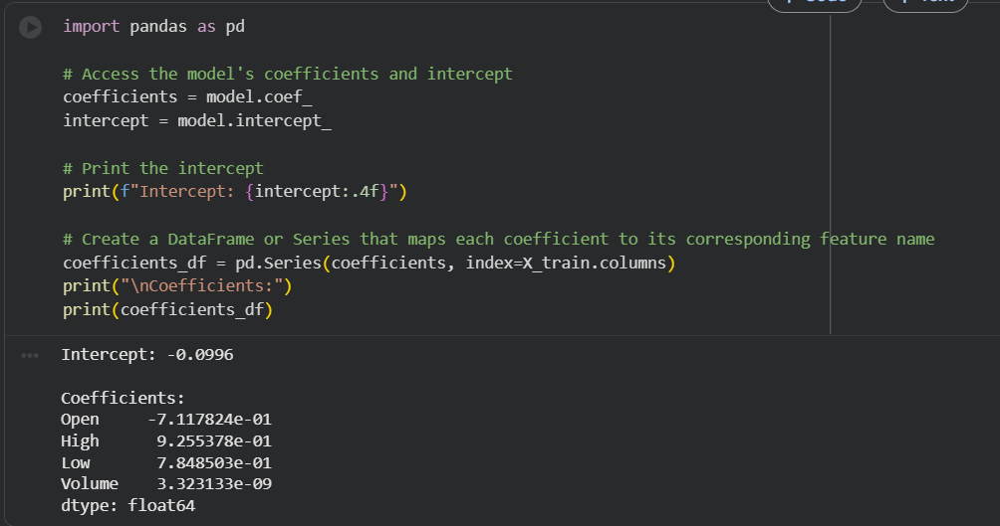 import pandas as pd
# Access the model's coefficients and intercept
coefficients = model.coef_
intercept = model.intercept_
# Print the intercept
print(f"Intercept: {intercept:.4f}")
# Create a DataFrame or Series that maps each coefficient to its corresponding feature name
coefficients_df = pd.Series(coefficients, index=X_train.columns)
print("\nCoefficients:")
print(coefficients_df)
Intercept: -0.0996
Coefficients:
Open     -7.117824e-01
High      9.255378e-01
Low       7.848503e-01
Volume    3.323133e-09
dtype: float64